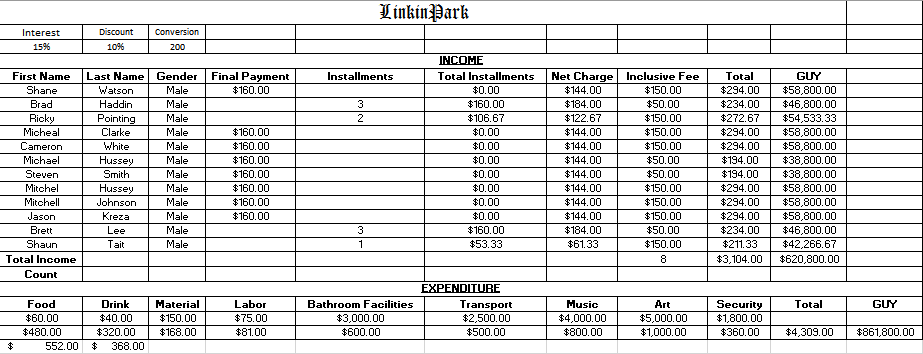 LinkinPark
Interest Discount Conversion
15% 10% 200
INCOME
First Name Last Name Gender Final Payment Installments Total Installments Net Charge Inclusive Fee Total GUY
Shane Watson Male $160.00 $0.00 $144.00 $150.00 $294.00 $58,800.00
Brad Haddin Male 3 $160.00 $184.00 $50.00 $234.00 $46,800.00
Ricky Pointing Male 2 $106.67 $122.67 $150.00 $272.67 $54,533.33
Micheal Clarke Male $160.00 $0.00 $144.00 $150.00 $294.00 $58,800.00
Cameron White Male $160.00 $0.00 $144.00 $150.00 $294.00 $58,800.00
Michael Hussey Male $160.00 $0.00 $144.00 $50.00 $194.00 $38,800.00
Steven Smith Male $160.00 $0.00 $144.00 $50.00 $194.00 $38,800.00
Mitchel Hussey Male $160.00 $0.00 $144.00 $150.00 $294.00 $58,800.00
Mitchell Johnson Male $160.00 $0.00 $144.00 $150.00 $294.00 $58,800.00
Jason Kreza Male $160.00 $0.00 $144.00 $150.00 $294.00 $58,800.00
Brett Lee Male 3 $160.00 $184.00 $50.00 $234.00 $46,800.00
Shaun Tait Male 1 $53.33 $61.33 $150.00 $211.33 $42,266.67
Total Income 8 $3,104.00 $620,800.00
Count
EXPENDITURE
Food Drink Material Labor Bathroom Facilities Transport Music Art Security Total GUY
$60.00 $40.00 $150.00 $75.00 $3,000.00 $2,500.00 $4,000.00 $5,000.00 $1,800.00
$480.00 $320.00 $168.00 $81.00 $600.00 $500.00 $800.00 $1,000.00 $360.00 $4,309.00 $861,800.00
$ 552.00 $ 368.00